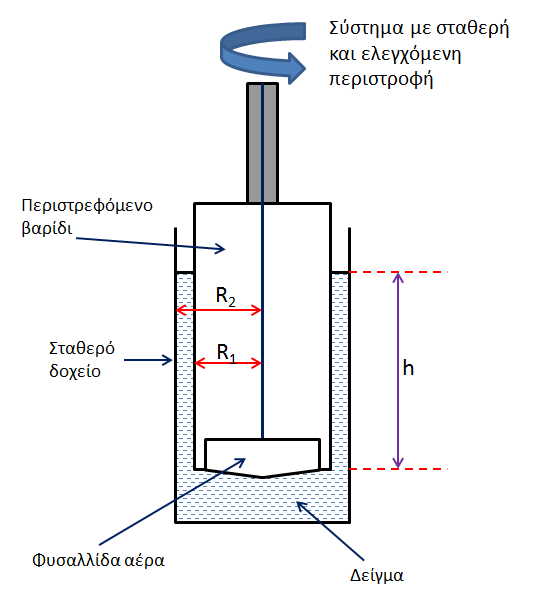 Σύστημα με σταθερή
και ελεγχόμενη
περιστροφή
Περιστρεφόμενο
βαρίδι
R2
Σταθερό
δοχείο
R1
h
Φυσαλλίδα αέρα
Δείγμα